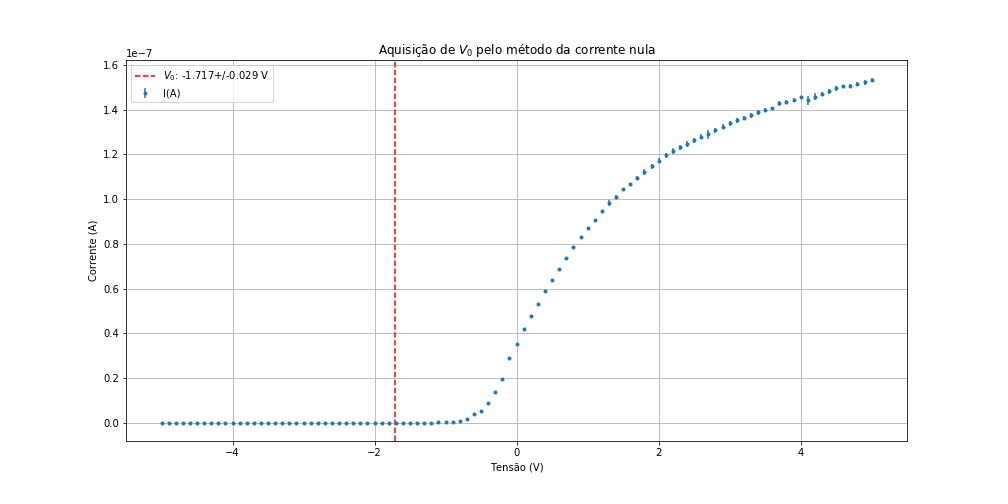 Aquisição de V₀ pelo método da corrente nula
1e−7
V₀: -1.717+/-0.029 V
I(A)
1.6
1.4
1.2
1.0
0.8
0.6
0.4
0.2
0.0
Corrente (A)
−4
−2
0
2
4
Tensão (V)